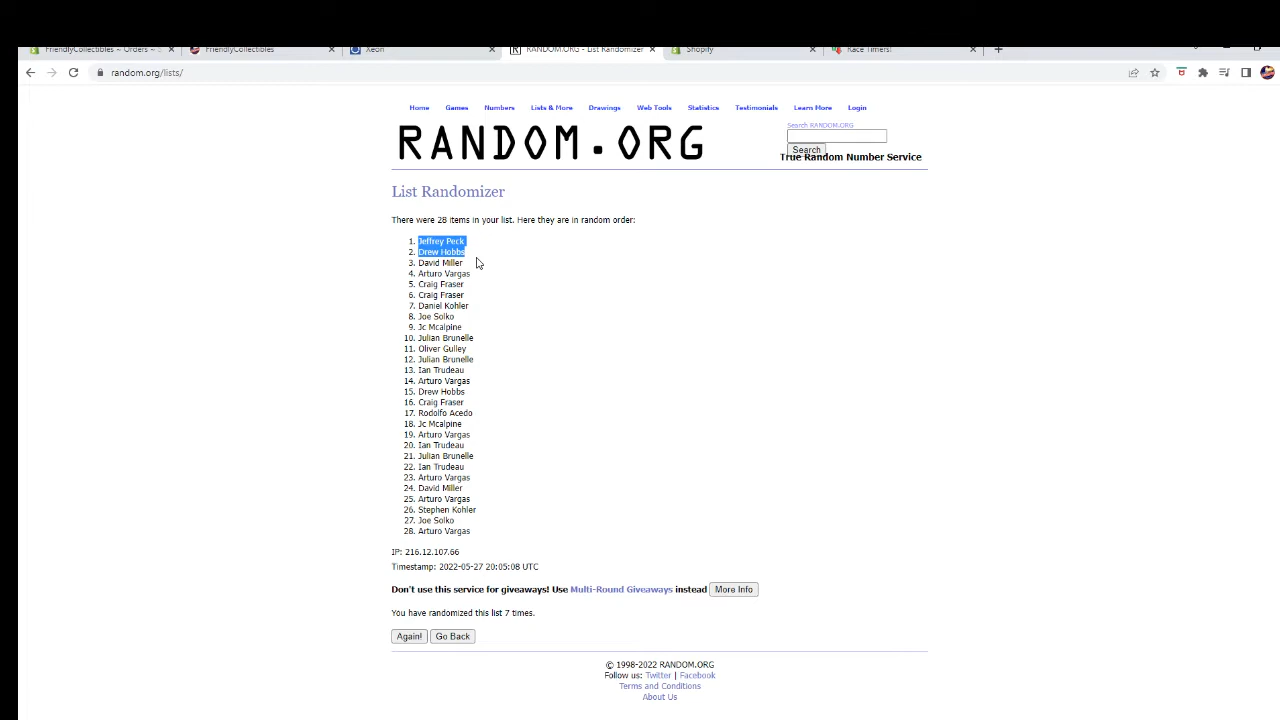 FriendlyCollectibles ~ Orders ~ S
FriendlyCollectibles
Xeon
RANDOM.ORG - List Randomizer
Shopify
Race Timers!
random.org/lists/
Home Games Numbers Lists & More Drawings Web Tools Statistics Testimonials Learn More Login
Search RANDOM.ORG
RANDOM.ORG
Search
True Random Number Service
List Randomizer
There were 28 items in your list. Here they are in random order:
1. Jeffrey Peck
2. Drew Hobbs
3. David Miller
4. Arturo Vargas
5. Craig Fraser
6. Craig Fraser
7. Daniel Kohler
8. Joe Solko
9. Jc Mcalpine
10. Julian Brunelle
11. Oliver Gulley
12. Julian Brunelle
13. Ian Trudeau
14. Arturo Vargas
15. Drew Hobbs
16. Craig Fraser
17. Rodolfo Acedo
18. Jc Mcalpine
19. Arturo Vargas
20. Ian Trudeau
21. Julian Brunelle
22. Ian Trudeau
23. Arturo Vargas
24. David Miller
25. Arturo Vargas
26. Stephen Kohler
27. Joe Solko
28. Arturo Vargas
IP: 216.12.107.66
Timestamp: 2022-05-27 20:05:08 UTC
Don't use this service for giveaways! Use Multi-Round Giveaways instead More Info
You have randomized this list 7 times.
Again! Go Back
© 1998-2022 RANDOM.ORG
Follow us: Twitter | Facebook
Terms and Conditions
About Us